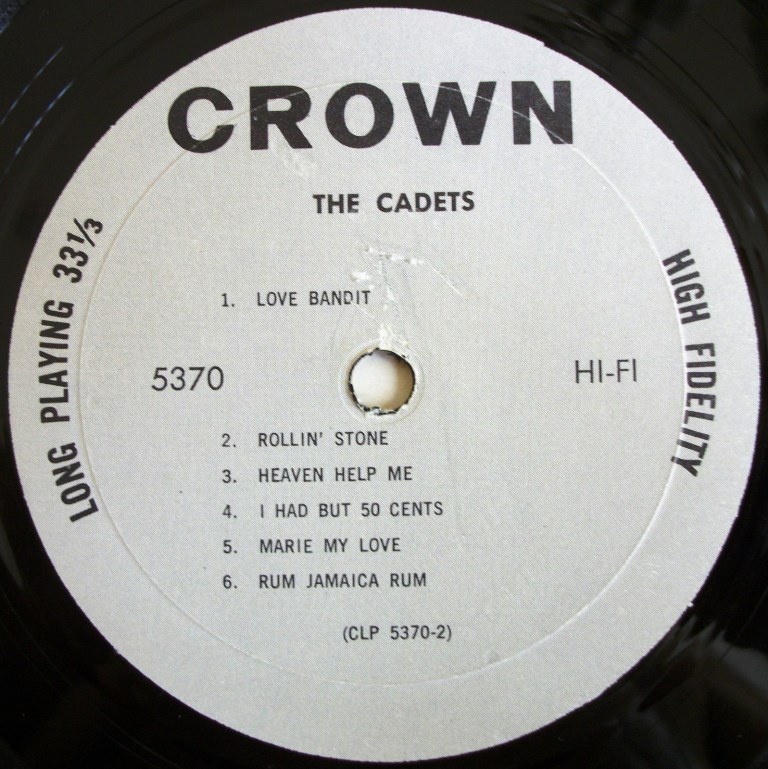 CROWN
THE CADETS
LONG PLAYING 33⅓
HIGH FIDELITY
1. LOVE BANDIT
5370
HI-FI
2. ROLLIN' STONE
3. HEAVEN HELP ME
4. I HAD BUT 50 CENTS
5. MARIE MY LOVE
6. RUM JAMAICA RUM
(CLP 5370-2)